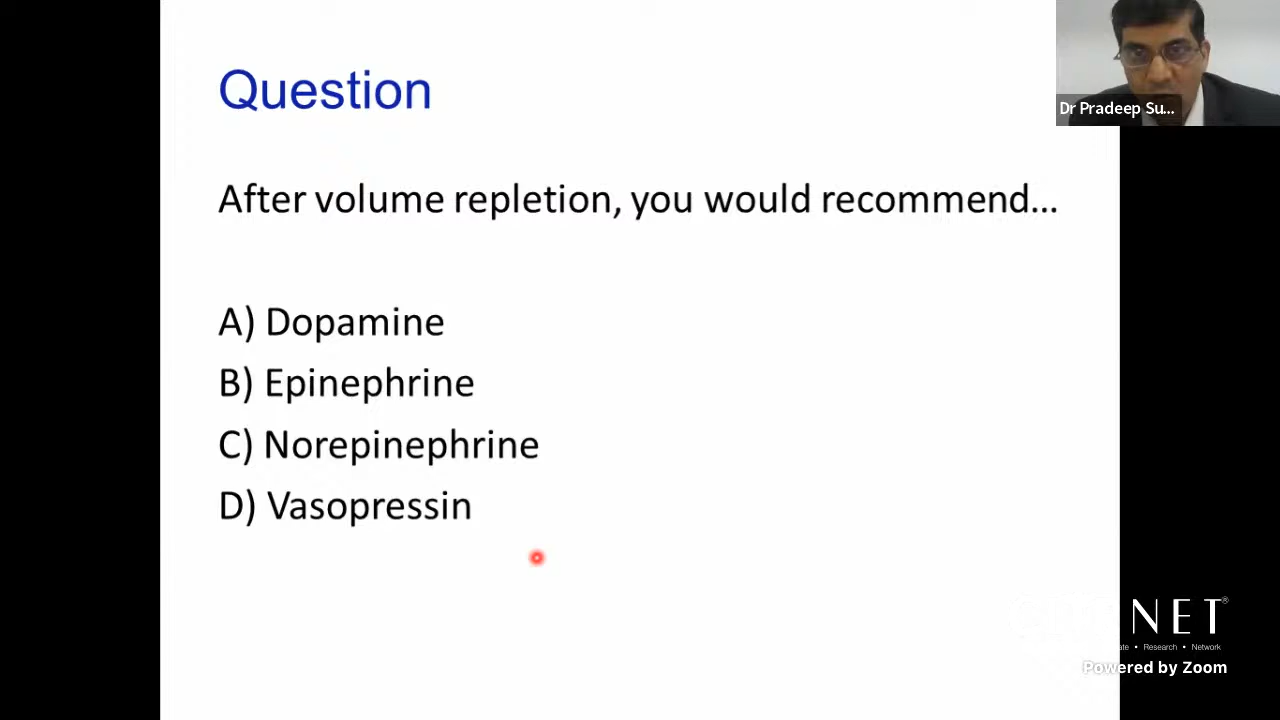 Question
Dr Pradeep Su...
After volume repletion, you would recommend...
A) Dopamine
B) Epinephrine
C) Norepinephrine
D) Vasopressin
NET®
• Research • Network
Powered by Zoom